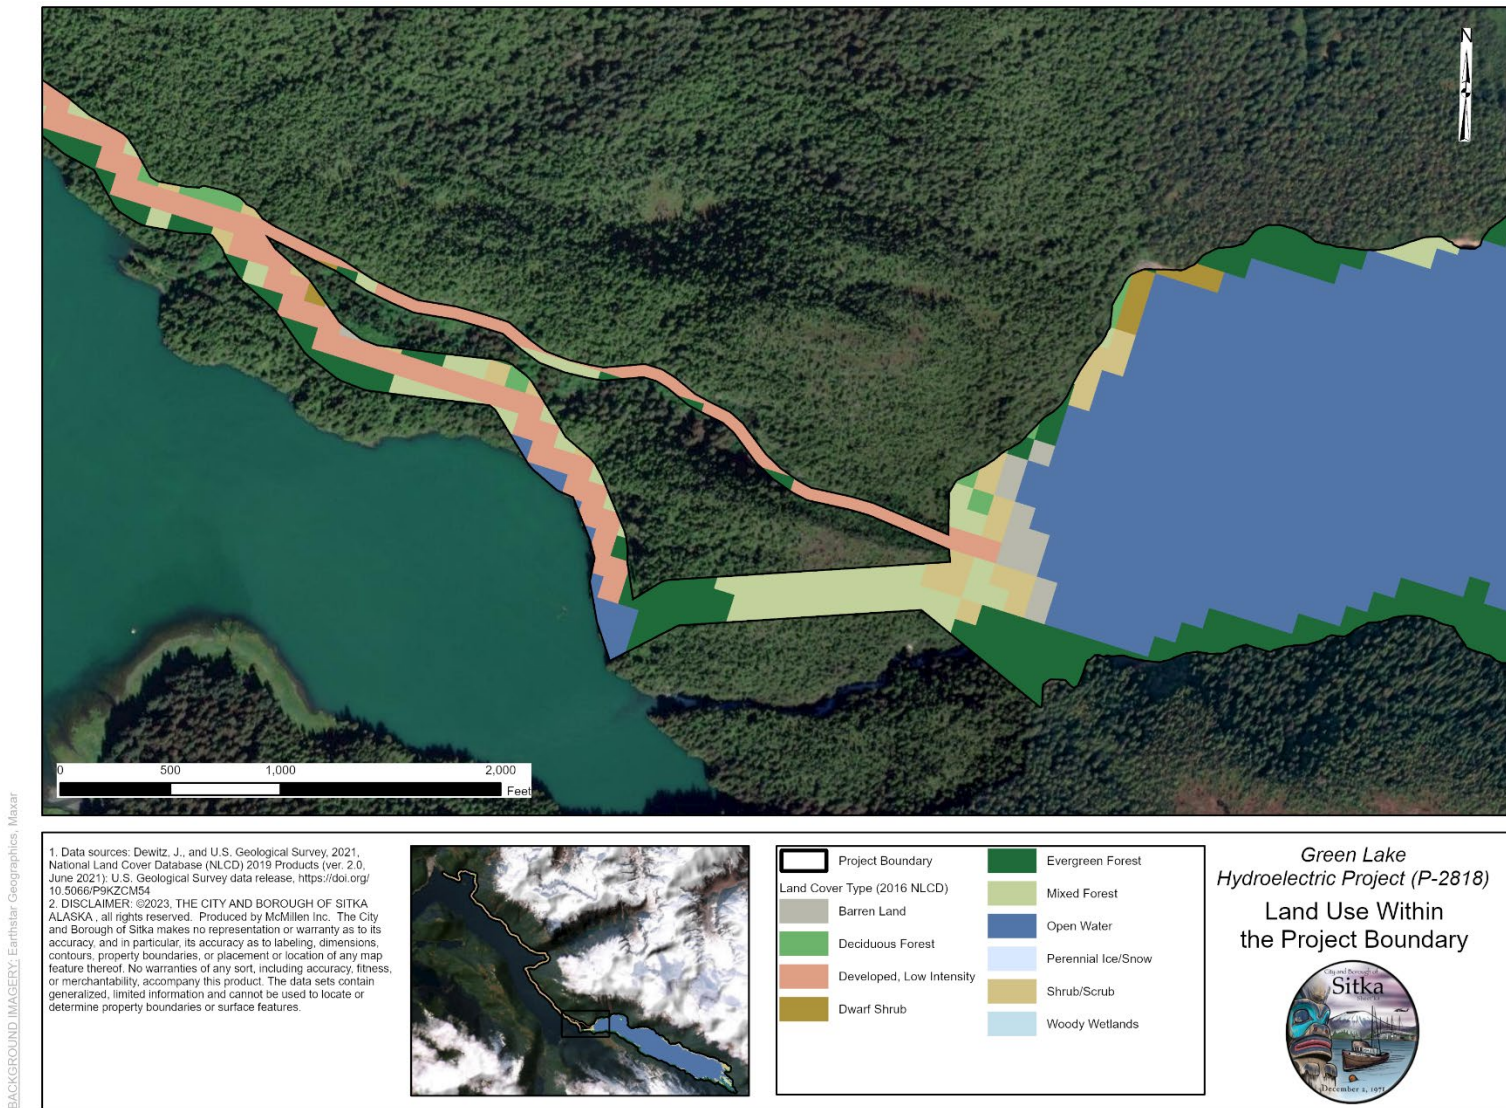 N
0 500 1,000 2,000
Feet
BACKGROUND IMAGERY: Earthstar Geographics, Maxar
1. Data sources: Dewitz, J., and U.S. Geological Survey, 2021,
National Land Cover Database (NLCD) 2019 Products (ver. 2.0,
June 2021): U.S. Geological Survey data release, https://doi.org/
10.5066/P9KZCM54
2. DISCLAIMER: ©2023, THE CITY AND BOROUGH OF SITKA
ALASKA , all rights reserved. Produced by McMillen Inc. The City
and Borough of Sitka makes no representation or warranty as to its
accuracy, and in particular, its accuracy as to labeling, dimensions,
contours, property boundaries, or placement or location of any map
feature thereof. No warranties of any sort, including accuracy, fitness,
or merchantability, accompany this product. The data sets contain
generalized, limited information and cannot be used to locate or
determine property boundaries or surface features.
Project Boundary
Land Cover Type (2016 NLCD)
Barren Land
Deciduous Forest
Developed, Low Intensity
Dwarf Shrub
Evergreen Forest
Mixed Forest
Open Water
Perennial Ice/Snow
Shrub/Scrub
Woody Wetlands
Green Lake
Hydroelectric Project (P-2818)
Land Use Within
the Project Boundary
City and Borough of
Sitka
December 2, 1971